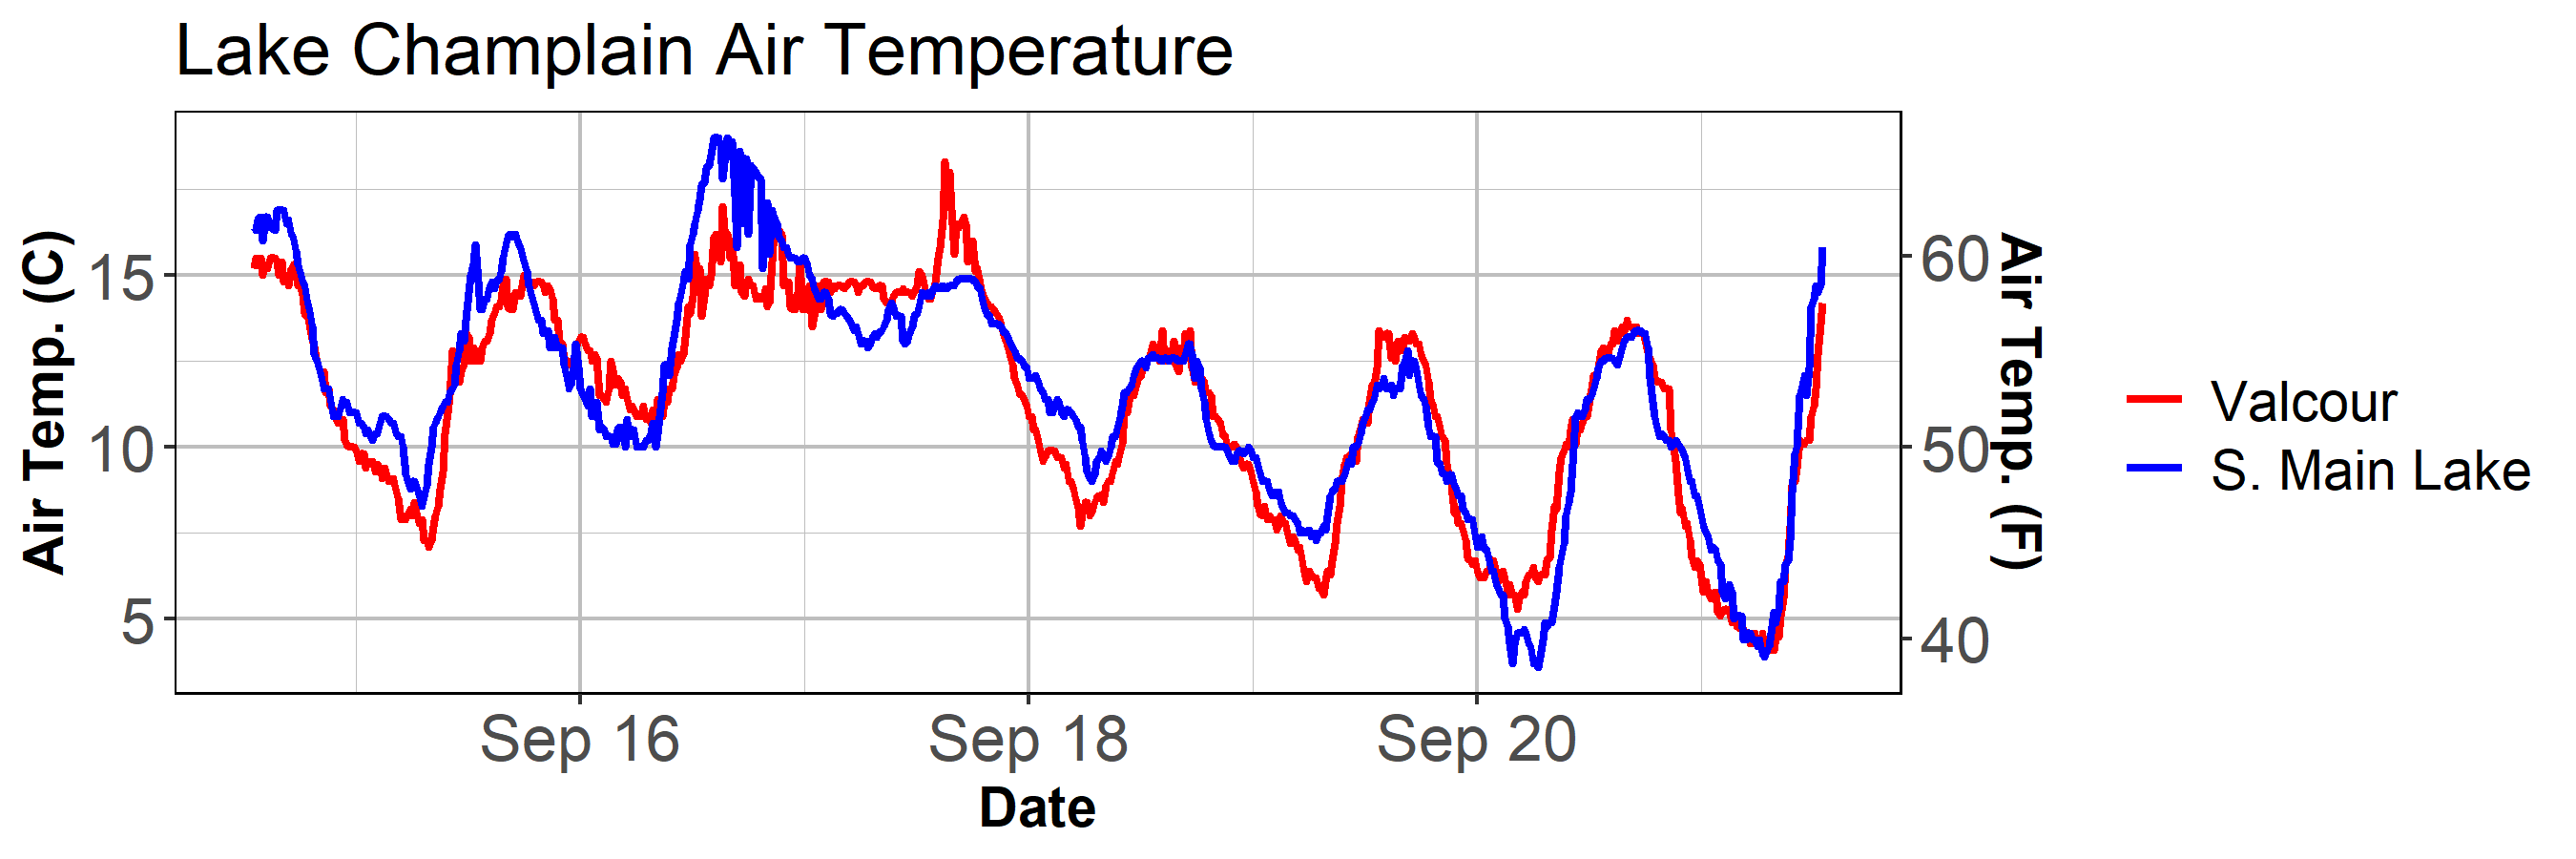 Lake Champlain Air Temperature
Air Temp. (C)
15
10
5
60
50
40
Air Temp. (F)
Sep 16
Sep 18
Sep 20
Date
Valcour
S. Main Lake